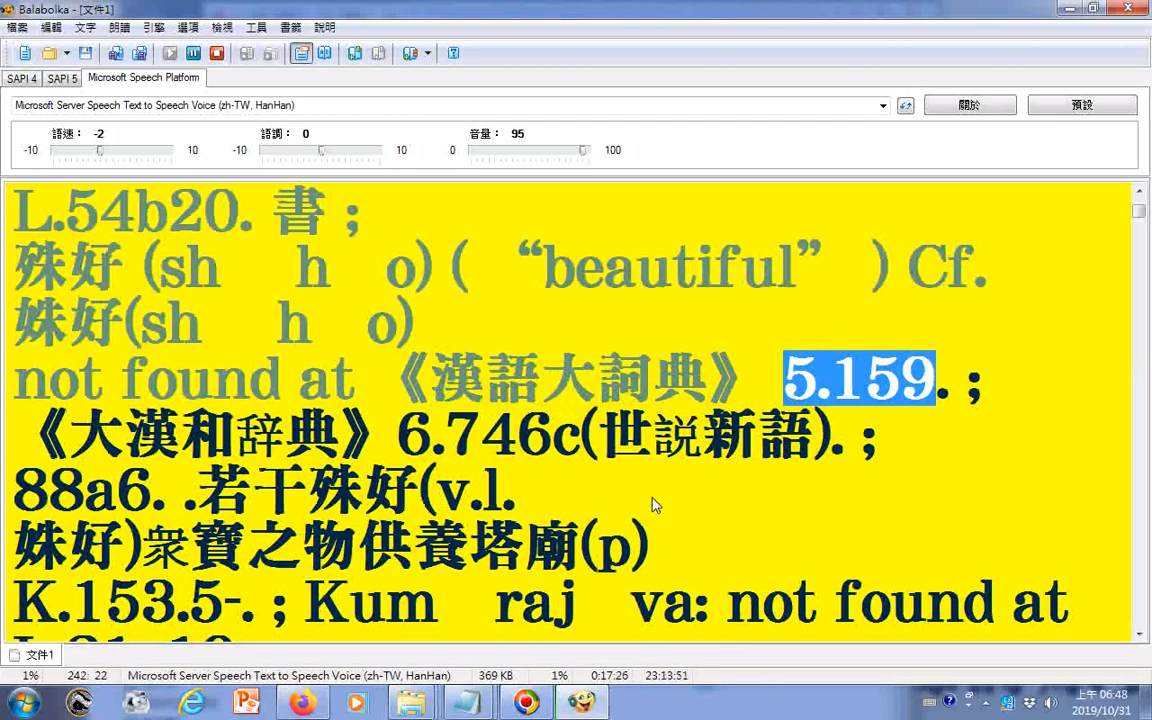 Balabolka - [文件1]
檔案 編輯 文字 朗讀 引擎 選項 檢視 工具 書籤 說明
SAPI 4 SAPI 5 Microsoft Speech Platform
Microsoft Server Speech Text to Speech Voice (zh-TW, HanHan) 關於 預設
語速： -2 語調： 0 音量： 95
-10 10 -10 10 0 100
L.54b20. 書 ;
殊好 (sh h o) ( “beautiful” ) Cf.
姝好(sh h o)
not found at 《漢語大詞典》 5.159. ;
《大漢和辞典》6.746c(世説新語). ;
88a6. .若干殊好(v.l.
姝好)衆寶之物供養塔廟(p)
K.153.5-. ; Kum raj va: not found at
文件1
1% 242: 22 Microsoft Server Speech Text to Speech Voice (zh-TW, HanHan) 369 KB 1% 0:17:26 23:13:51
上午 06:48
2019/10/31